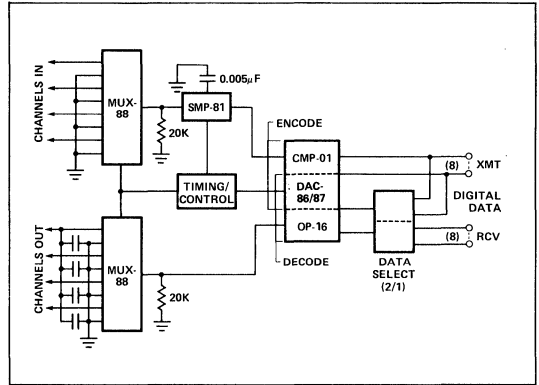 CHANNELS IN
MUX-
88
0.005μF
SMP-81
20K
ENCODE
CMP-01
DAC-
86/87
OP-16
DECODE
TIMING/
CONTROL
(8)
XMT
DIGITAL
DATA
(8)
RCV
DATA
SELECT
(2/1)
CHANNELS OUT
MUX-
88
20K